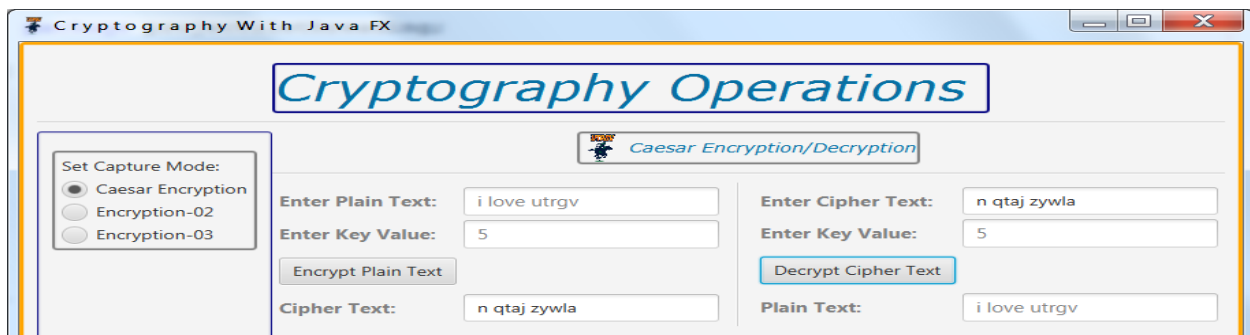 Cryptography With Java FX
Cryptography Operations
Caesar Encryption/Decryption
Set Capture Mode:
Caesar Encryption
Encryption-02
Encryption-03
Enter Plain Text: i love utrgv
Enter Key Value: 5
Encrypt Plain Text
Cipher Text: n qtaj zywla
Enter Cipher Text: n qtaj zywla
Enter Key Value: 5
Decrypt Cipher Text
Plain Text: i love utrgv